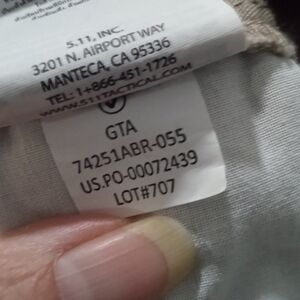 5.11, INC.
3201 N. AIRPORT WAY
MANTECA, CA 95336
TEL: 1+866-451-1726
WWW.511TACTICAL.COM
GTA
74251ABR-055
US.PO-00072439
LOT#707